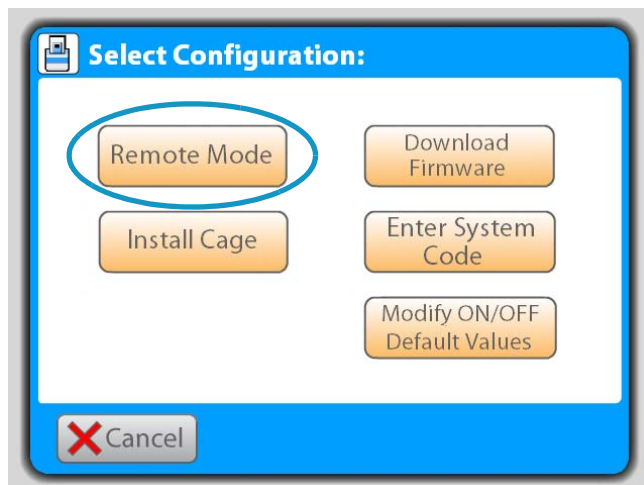 Select Configuration:
Remote Mode
Download
Firmware
Install Cage
Enter System
Code
Modify ON/OFF
Default Values
Cancel